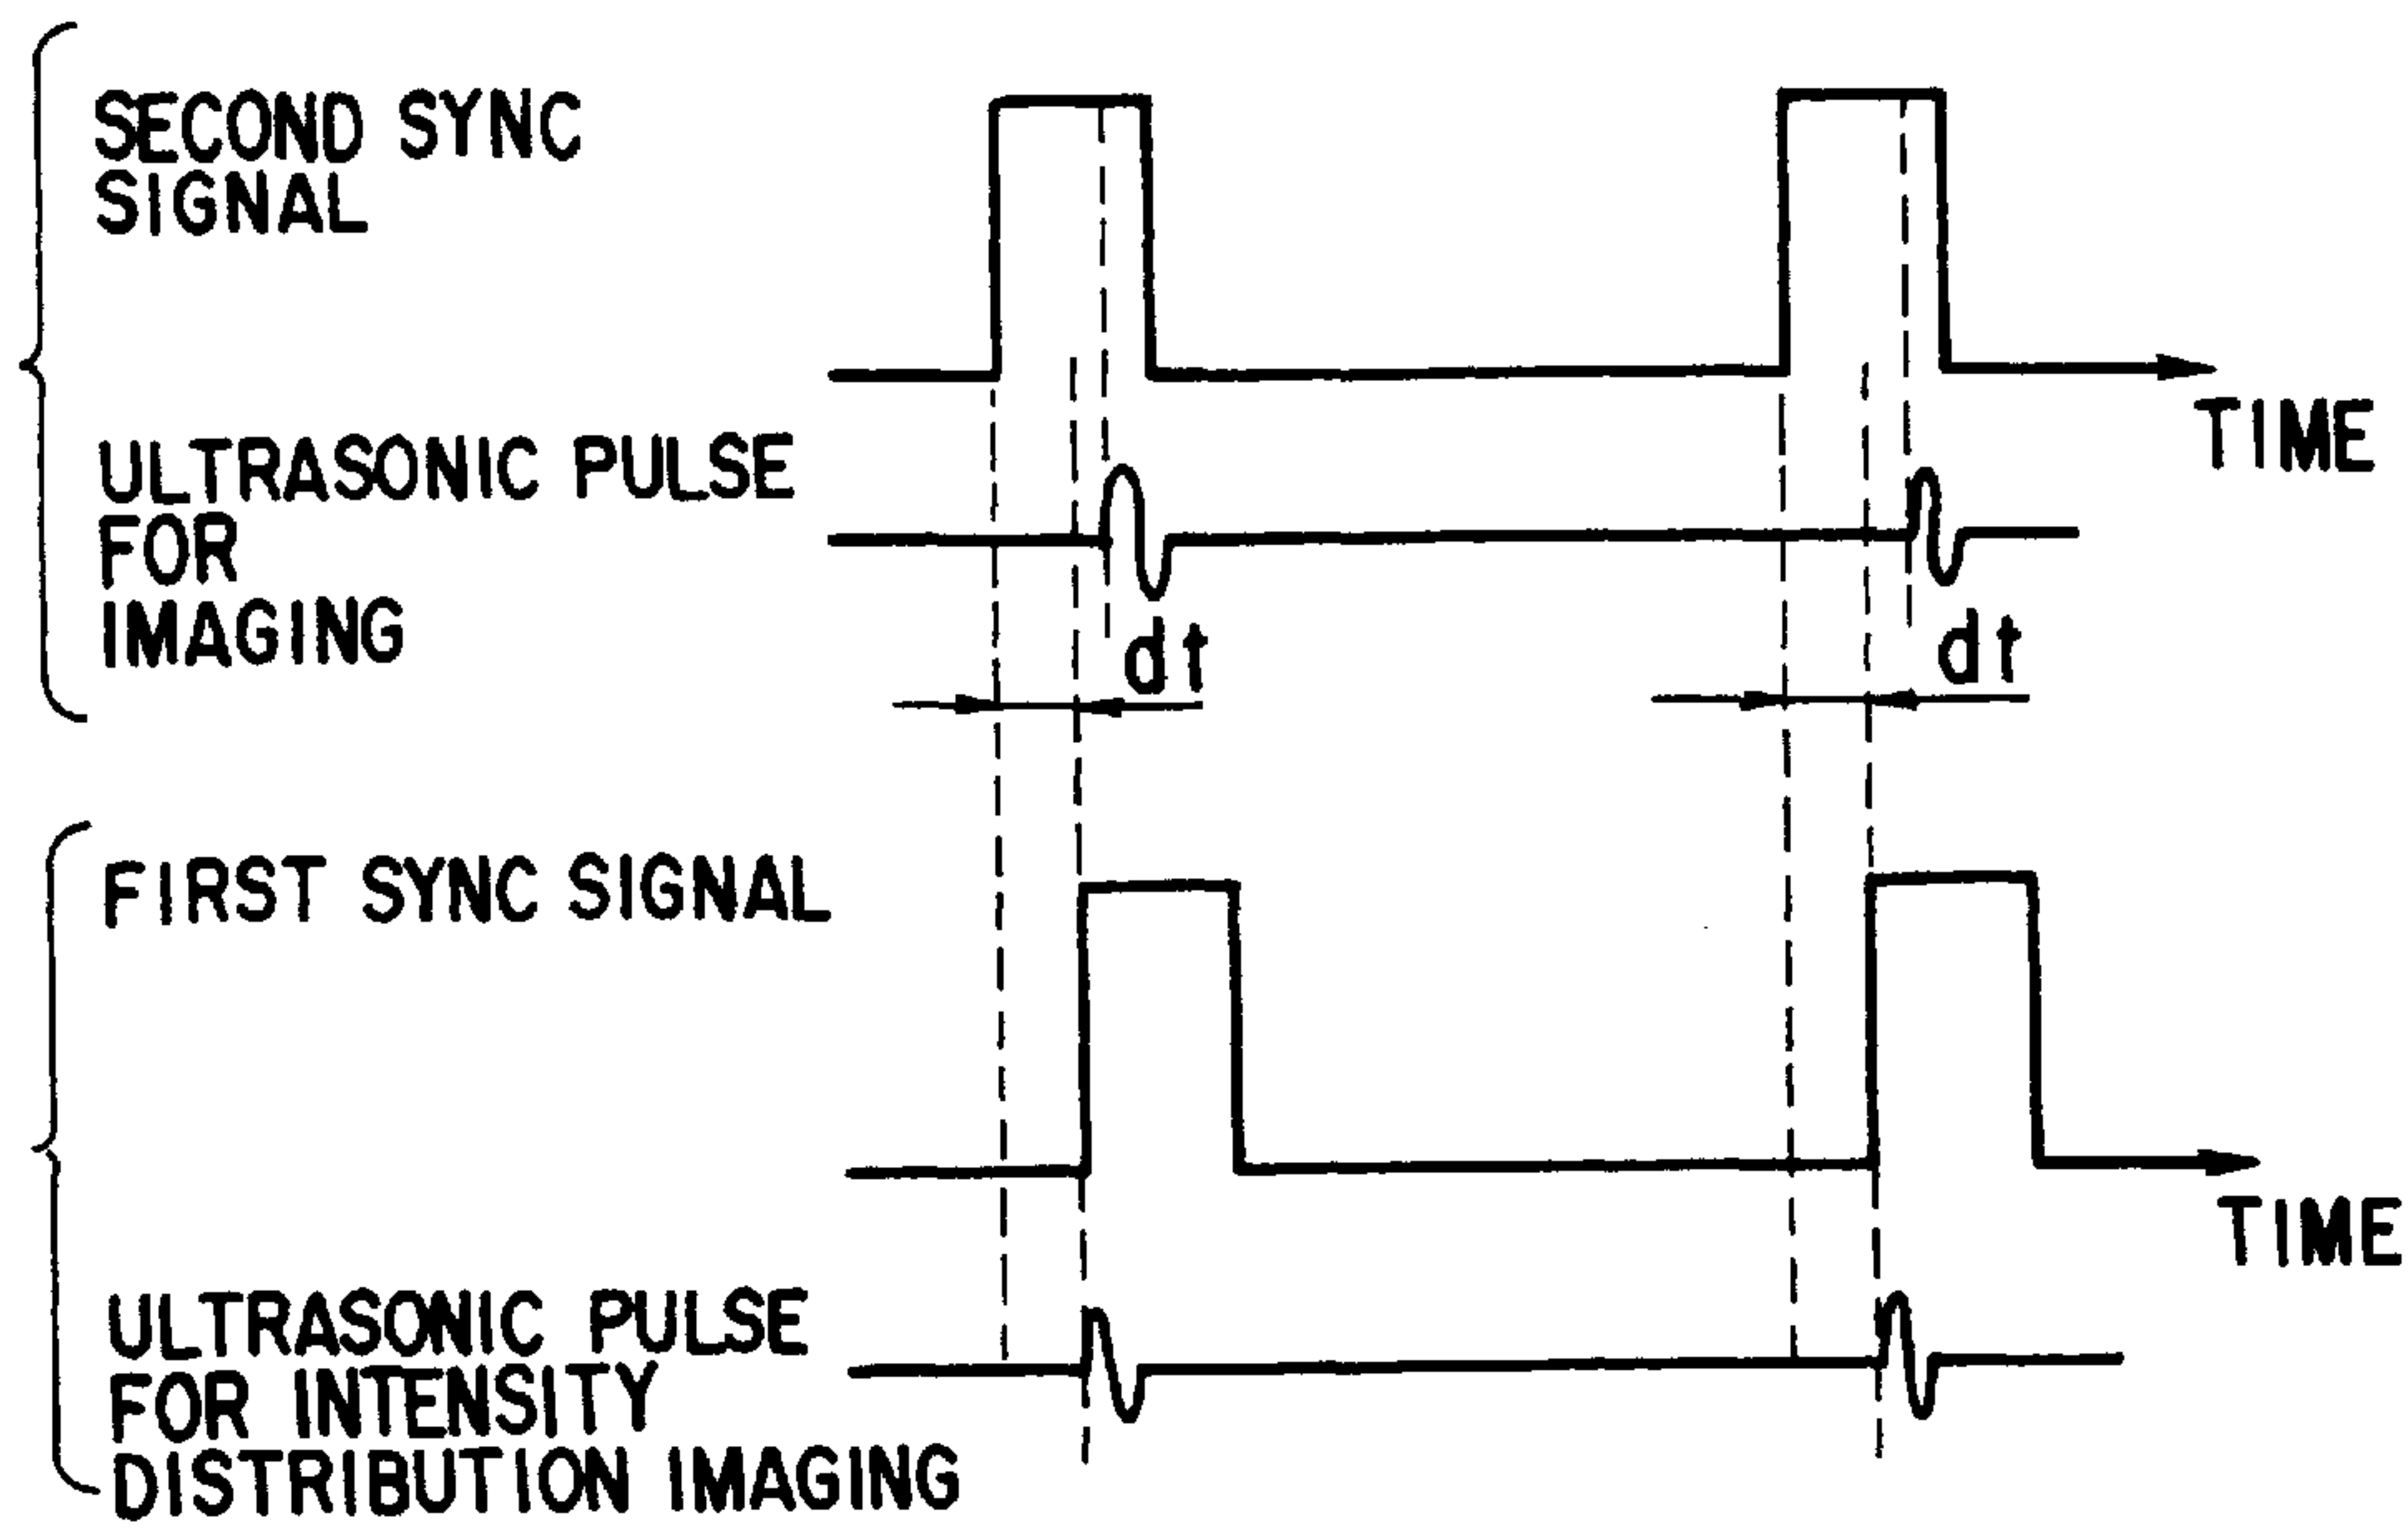 SECOND SYNC
SIGNAL
TIME
ULTRASONIC PULSE
FOR
IMAGING
dt
dt
FIRST SYNC SIGNAL
TIME
ULTRASONIC PULSE
FOR INTENSITY
DISTRIBUTION IMAGING